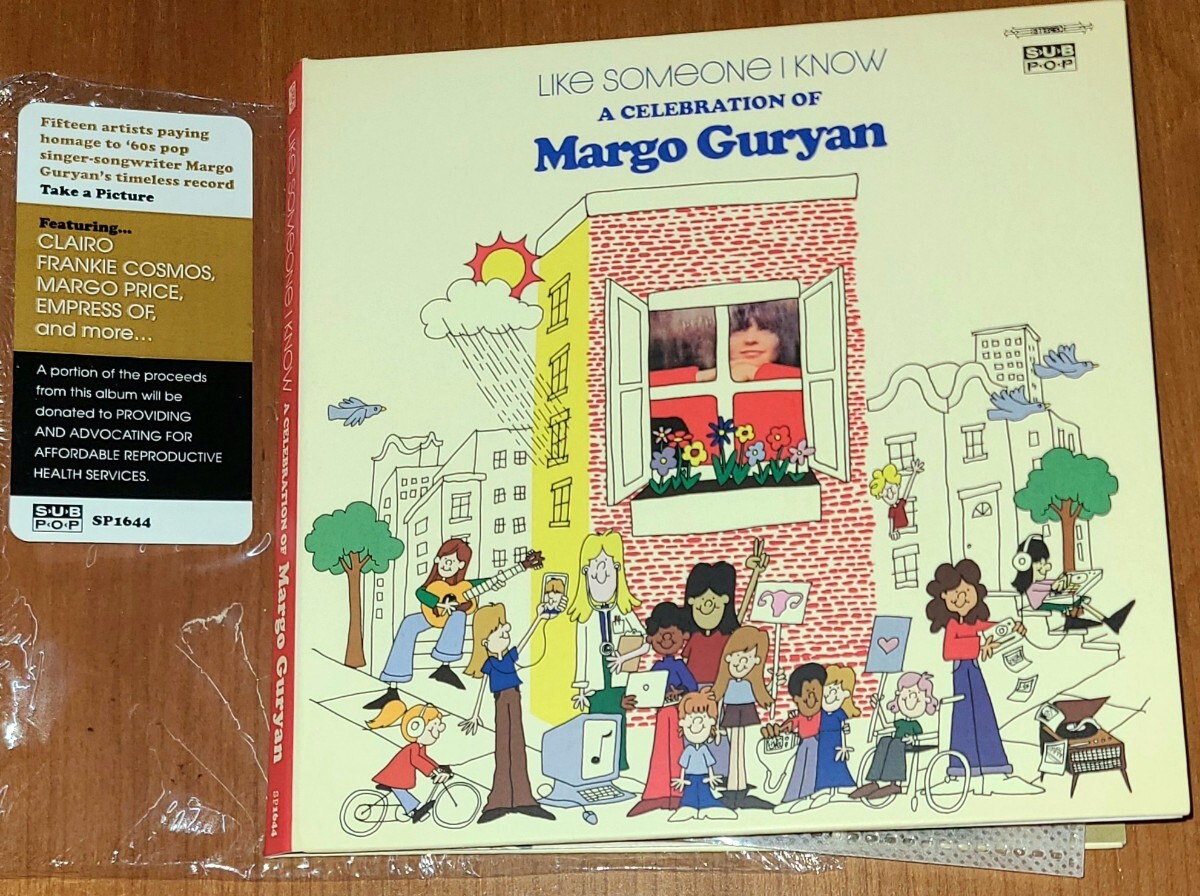 Fifteen artists paying
homage to ‘60s pop
singer-songwriter Margo
Guryan's timeless record
Take a Picture
Featuring...
CLAIRO
FRANKIE COSMOS,
MARGO PRICE,
EMPRESS OF,
and more...
A portion of the proceeds
from this album will be
donated to PROVIDING
AND ADVOCATING FOR
AFFORDABLE REPRODUCTIVE
HEALTH SERVICES.
SUB
POP
SP1644
LIKE SOMEONE I KNOW A CELEBRATION OF Margo Guryan SP1644
LIKE SOMEONE I KNOW
A CELEBRATION OF
Margo Guryan
STEREO
SUB
POP